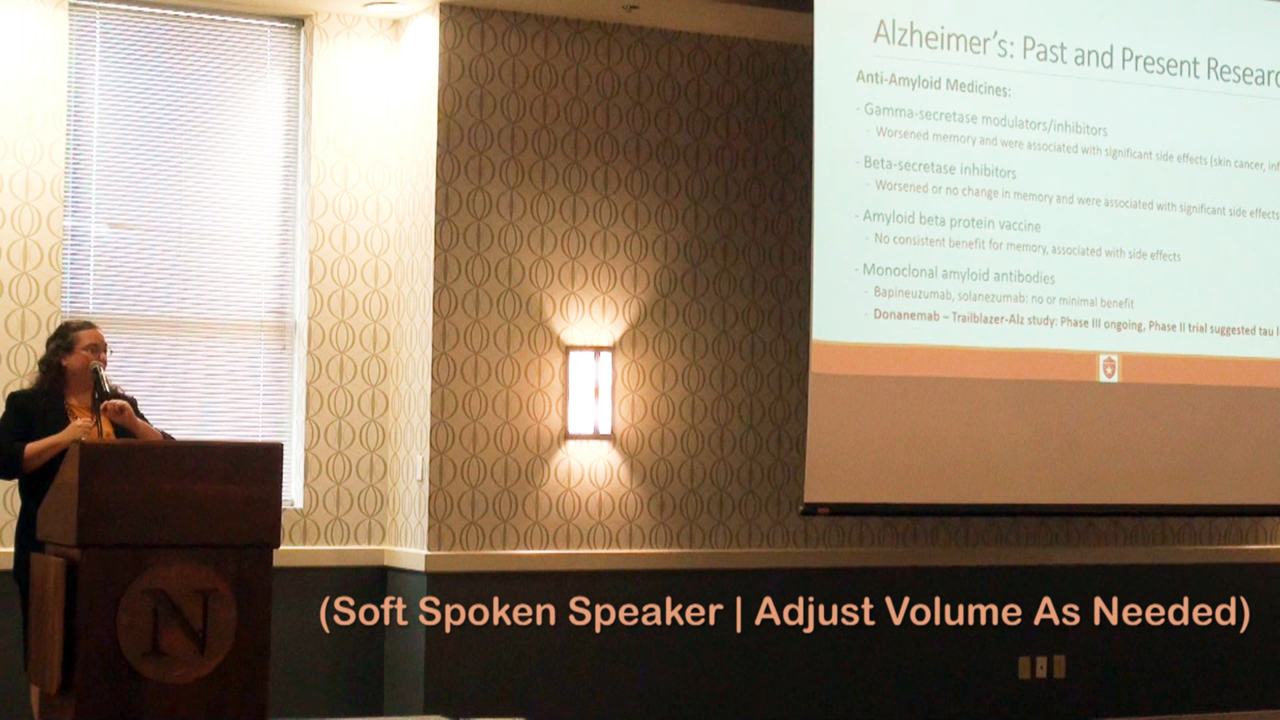 Alzheimer's: Past and Present
Anti-Amyloid Medicines:
- Gamma-secretase modulators/inhibitors
- Worsened memory and were associated with significant side effects (skin cancer,
- Beta-secretase inhibitors
- Worsened or no change in memory and were associated with significant side effects
- Amyloid beta protein vaccine
- No consistent benefit for memory, associated with side effects
- Monoclonal amyloid antibodies
- Bapineuzumab, solanezumab: no or minimal benefit
- Donanemab – Trailblazer-Alz study: Phase III ongoing, Phase II trial suggested tau
N
(Soft Spoken Speaker | Adjust Volume As Needed)